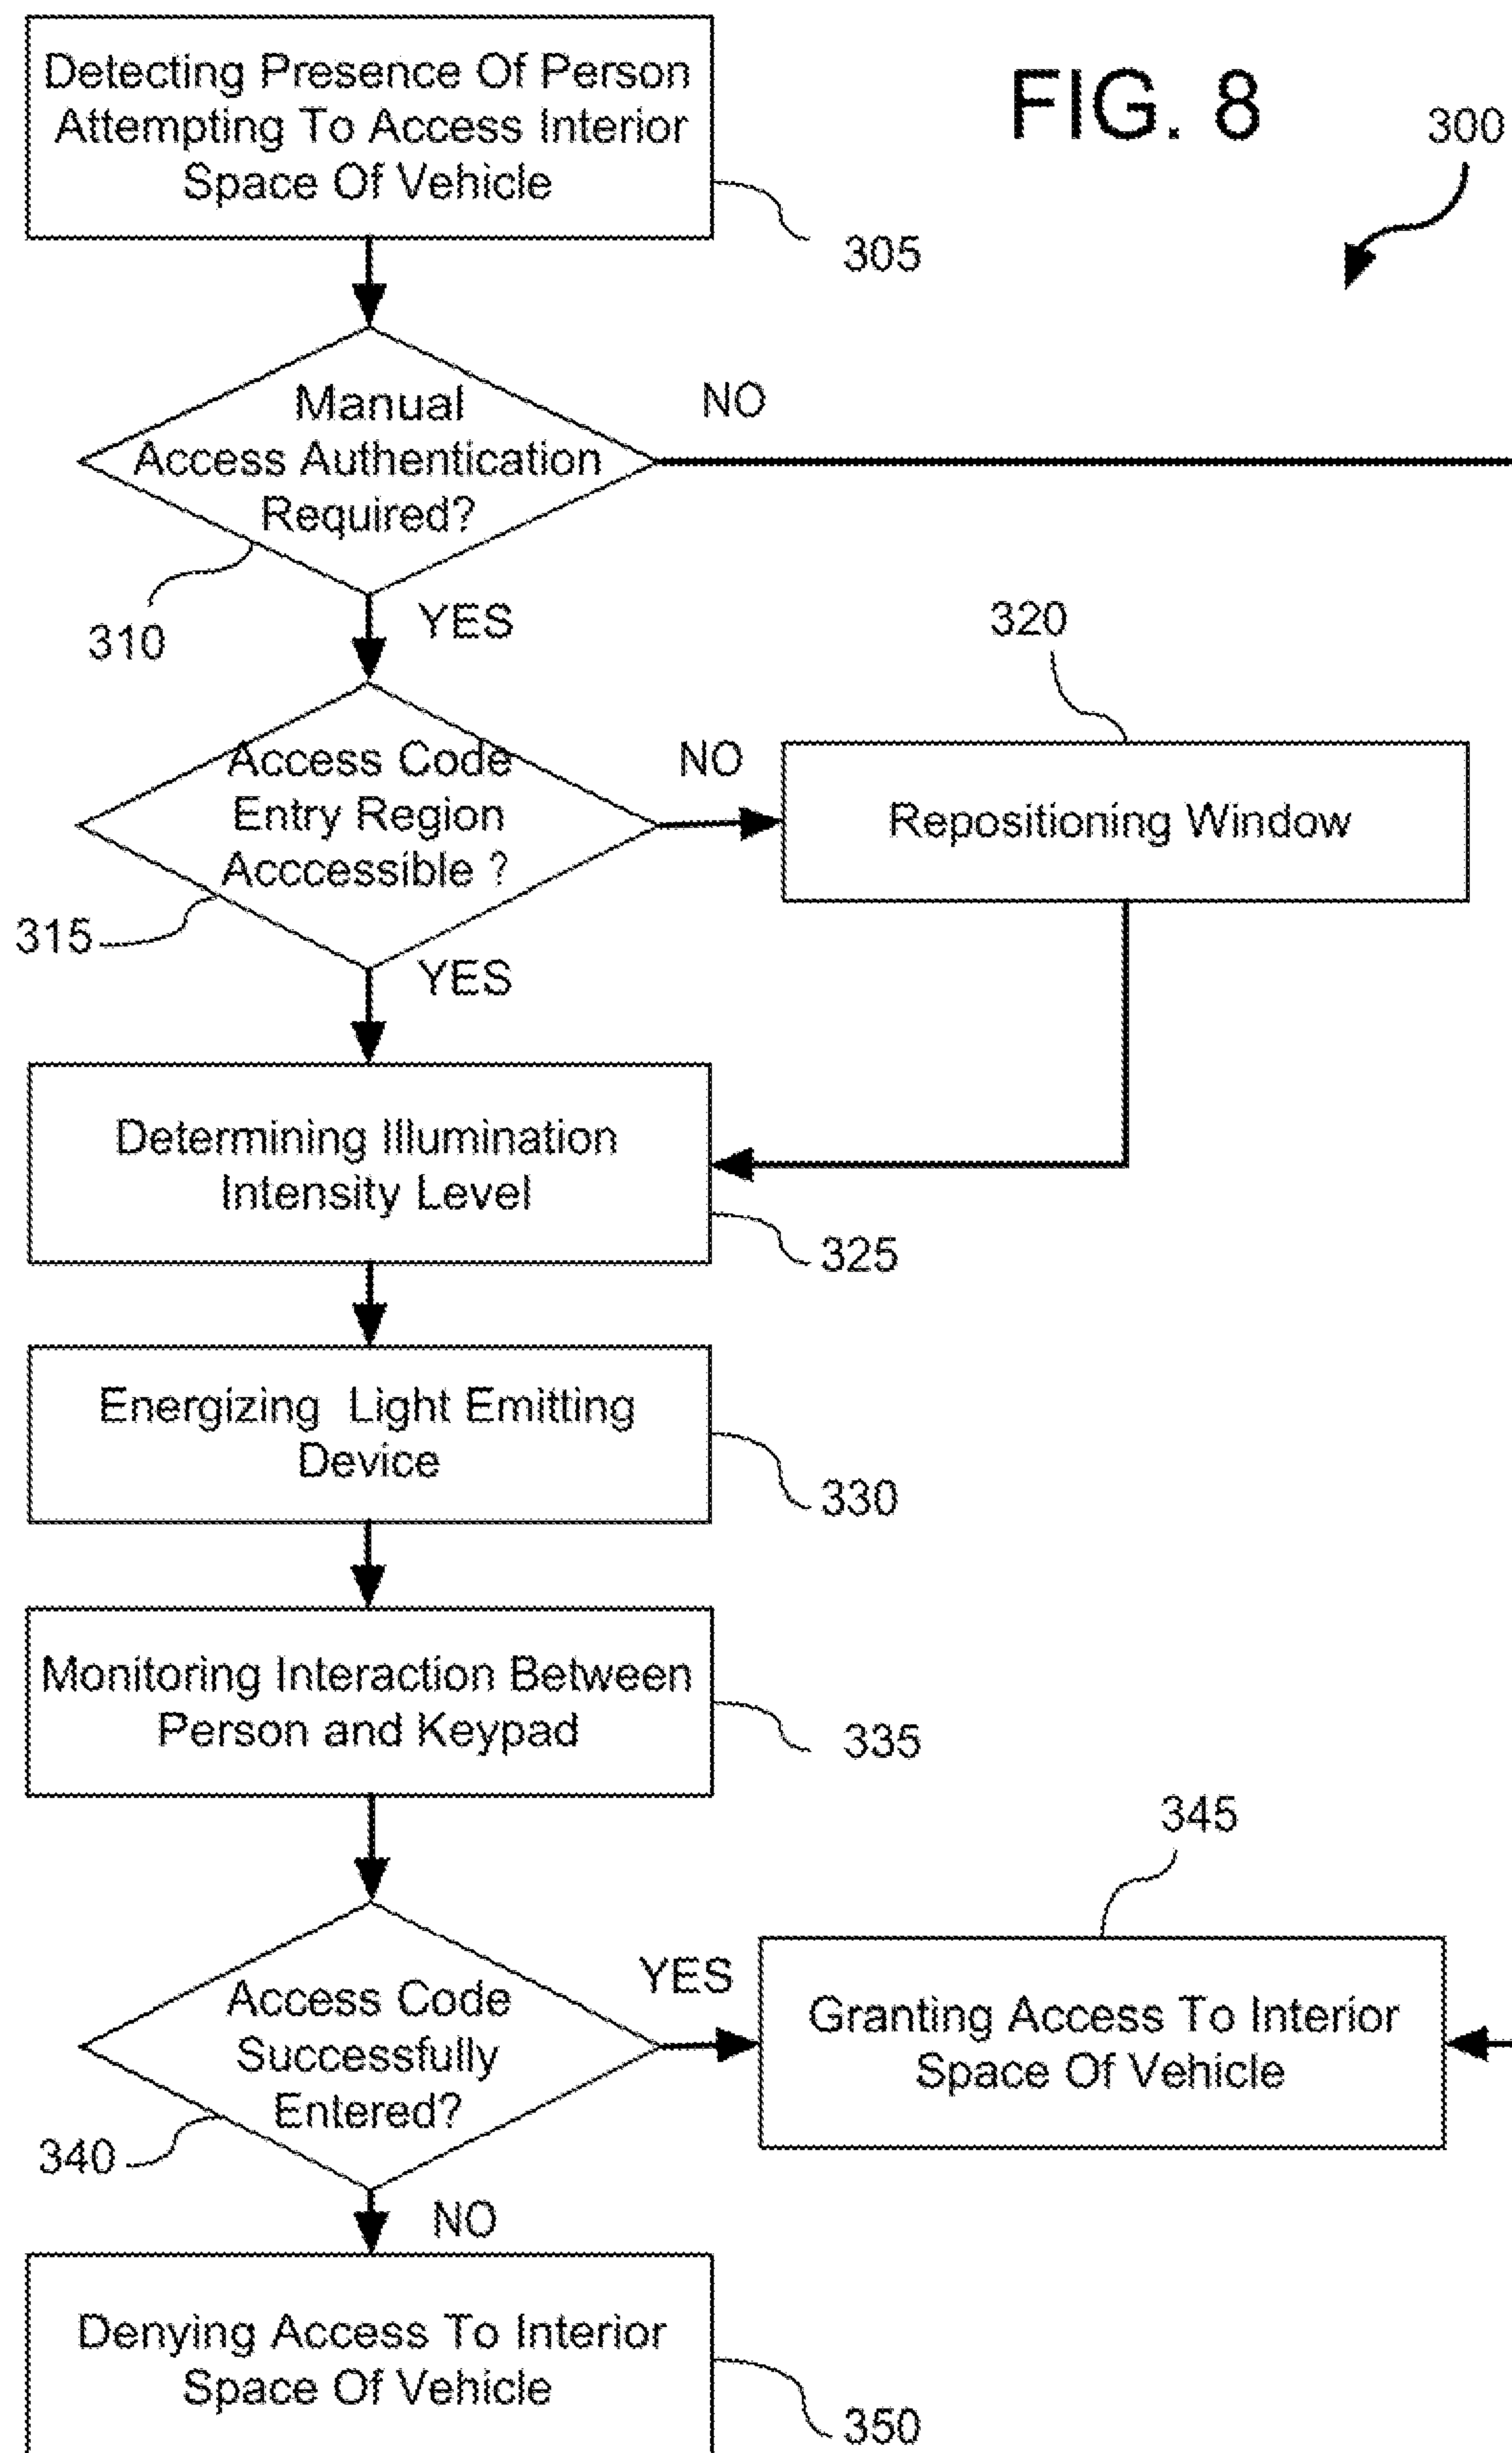 FIG. 8
300
Detecting Presence Of Person
Attempting To Access Interior
Space Of Vehicle
305
Manual
Access Authentication
Required?
NO
310
YES
320
Access Code
Entry Region
Acccessible ?
NO
Repositioning Window
315
YES
Determining Illumination
Intensity Level
325
Energizing Light Emitting
Device
330
Monitoring Interaction Between
Person and Keypad
335
345
Access Code
Successfully
Entered?
YES
Granting Access To Interior
Space Of Vehicle
340
NO
Denying Access To Interior
Space Of Vehicle
350